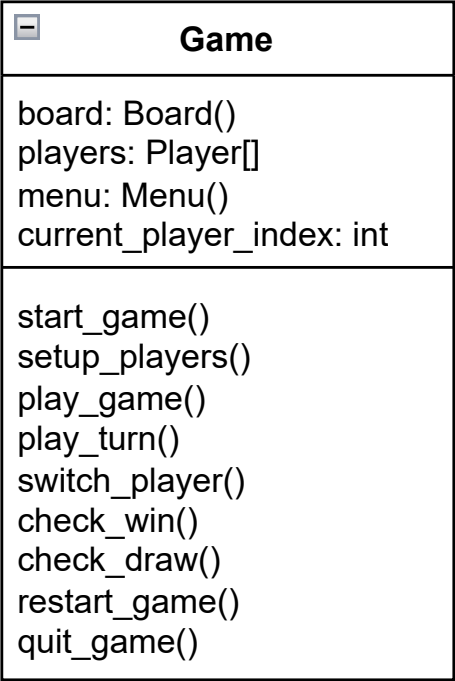 Game
board: Board()
players: Player[]
menu: Menu()
current_player_index: int
start_game()
setup_players()
play_game()
play_turn()
switch_player()
check_win()
check_draw()
restart_game()
quit_game()